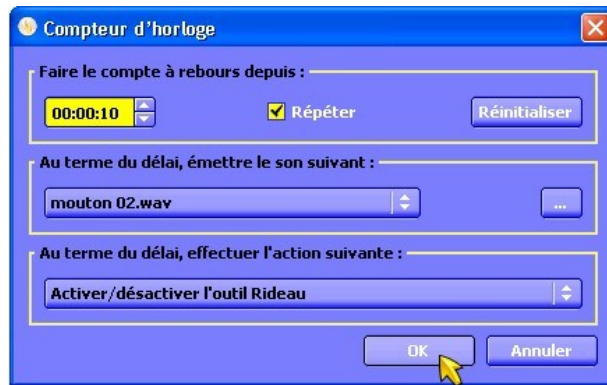 Compteur d'horloge
Faire le compte à rebours depuis :
00:00:10 Répéter Réinitialiser
Au terme du délai, émettre le son suivant :
mouton 02.wav ...
Au terme du délai, effectuer l'action suivante :
Activer/désactiver l'outil Rideau
OK Annuler